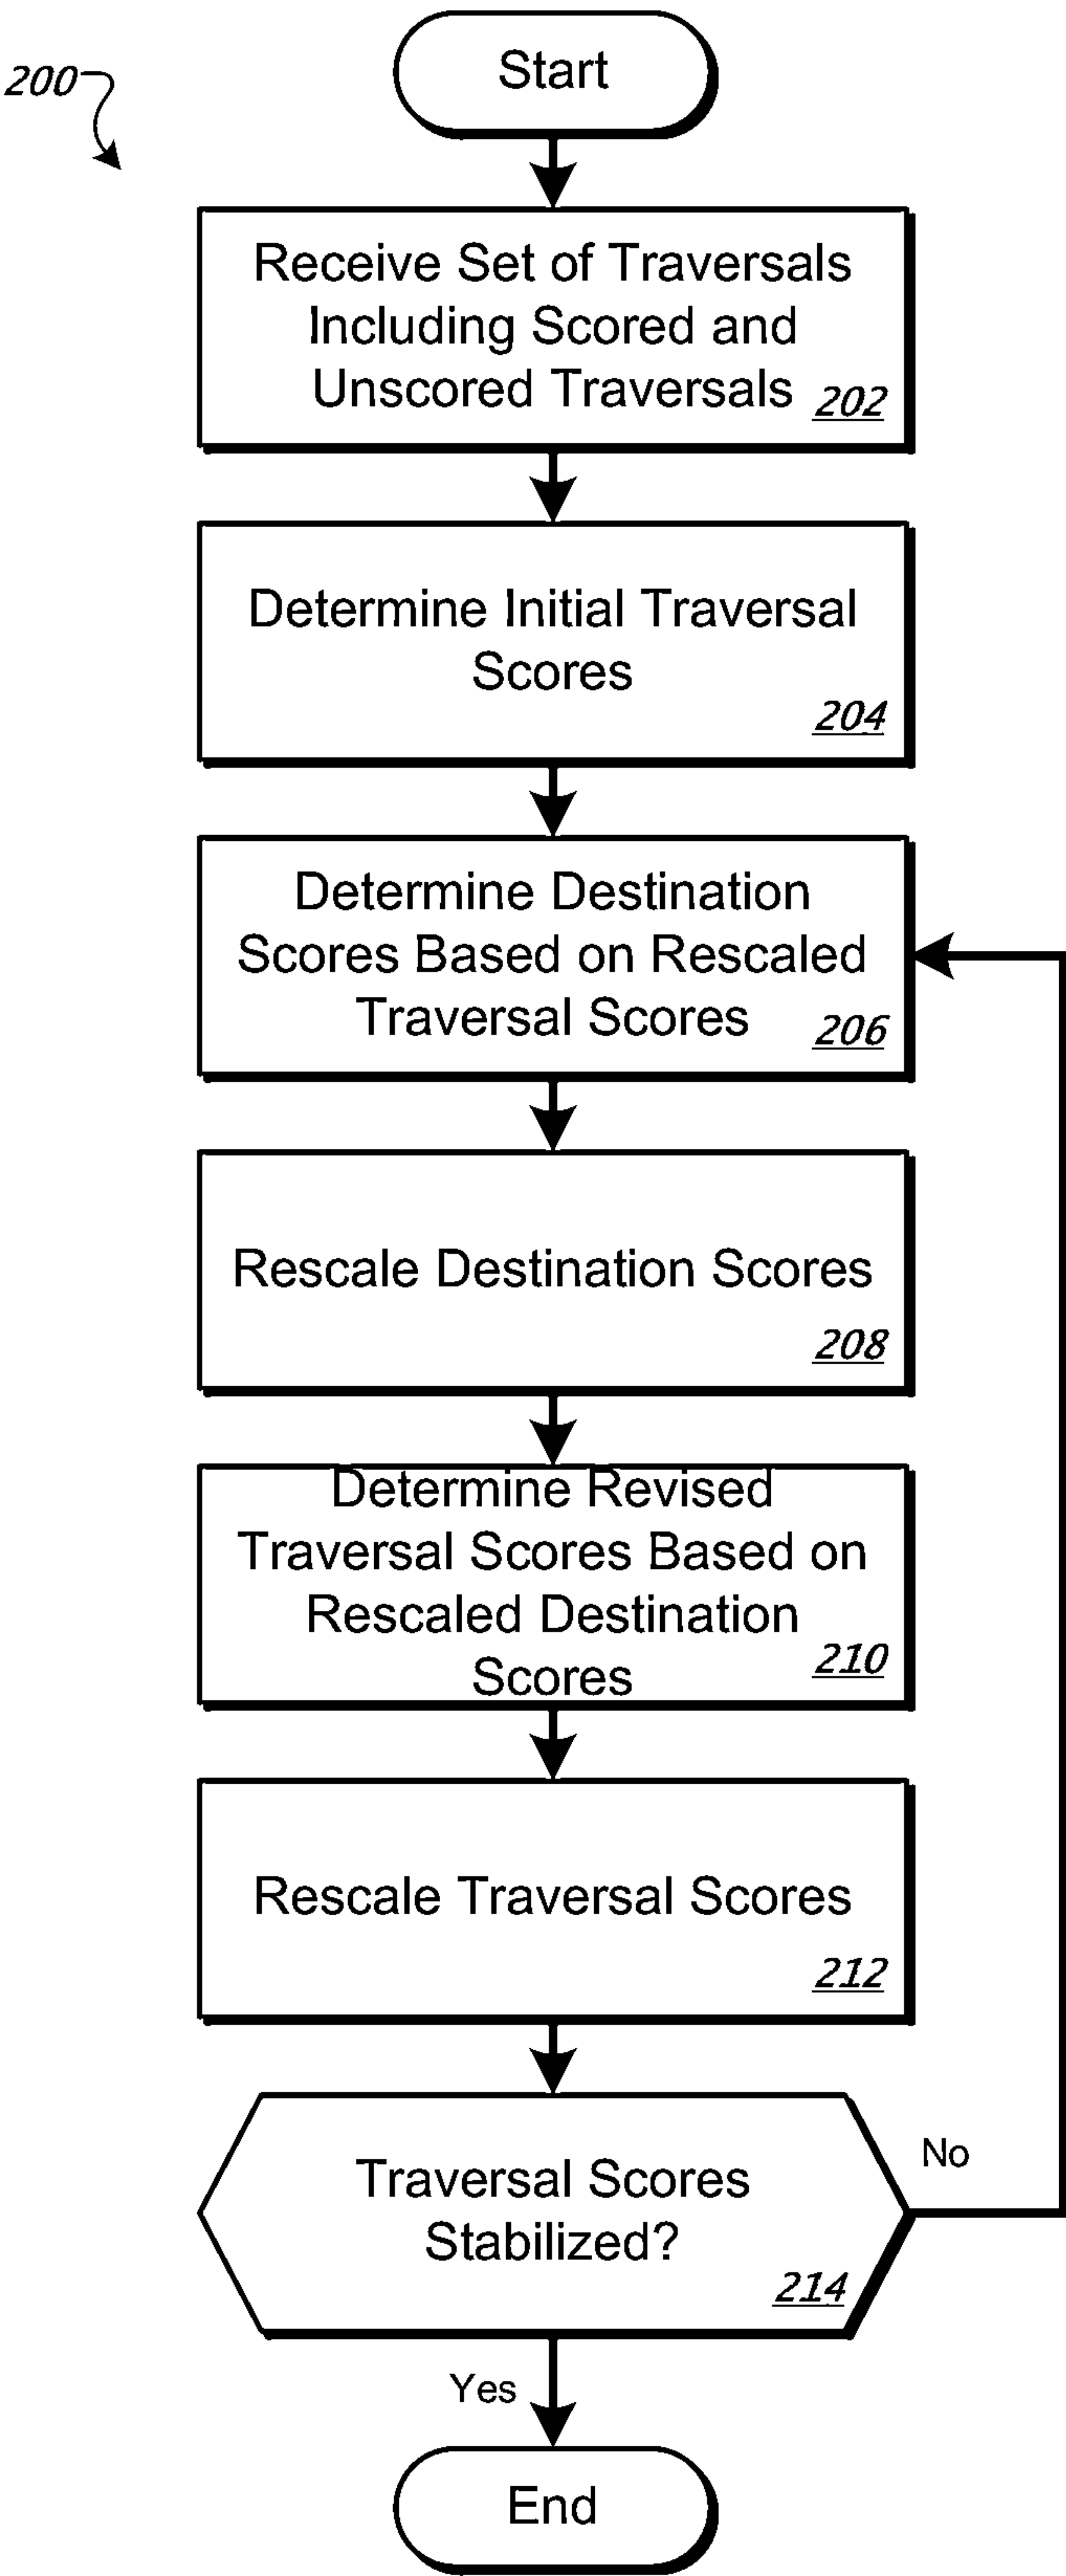 200
Start
Receive Set of Traversals
Including Scored and
Unscored Traversals
202
Determine Initial Traversal
Scores
204
Determine Destination
Scores Based on Rescaled
Traversal Scores
206
Rescale Destination Scores
208
Determine Revised
Traversal Scores Based on
Rescaled Destination
Scores
210
Rescale Traversal Scores
212
Traversal Scores
Stabilized?
214
No
Yes
End